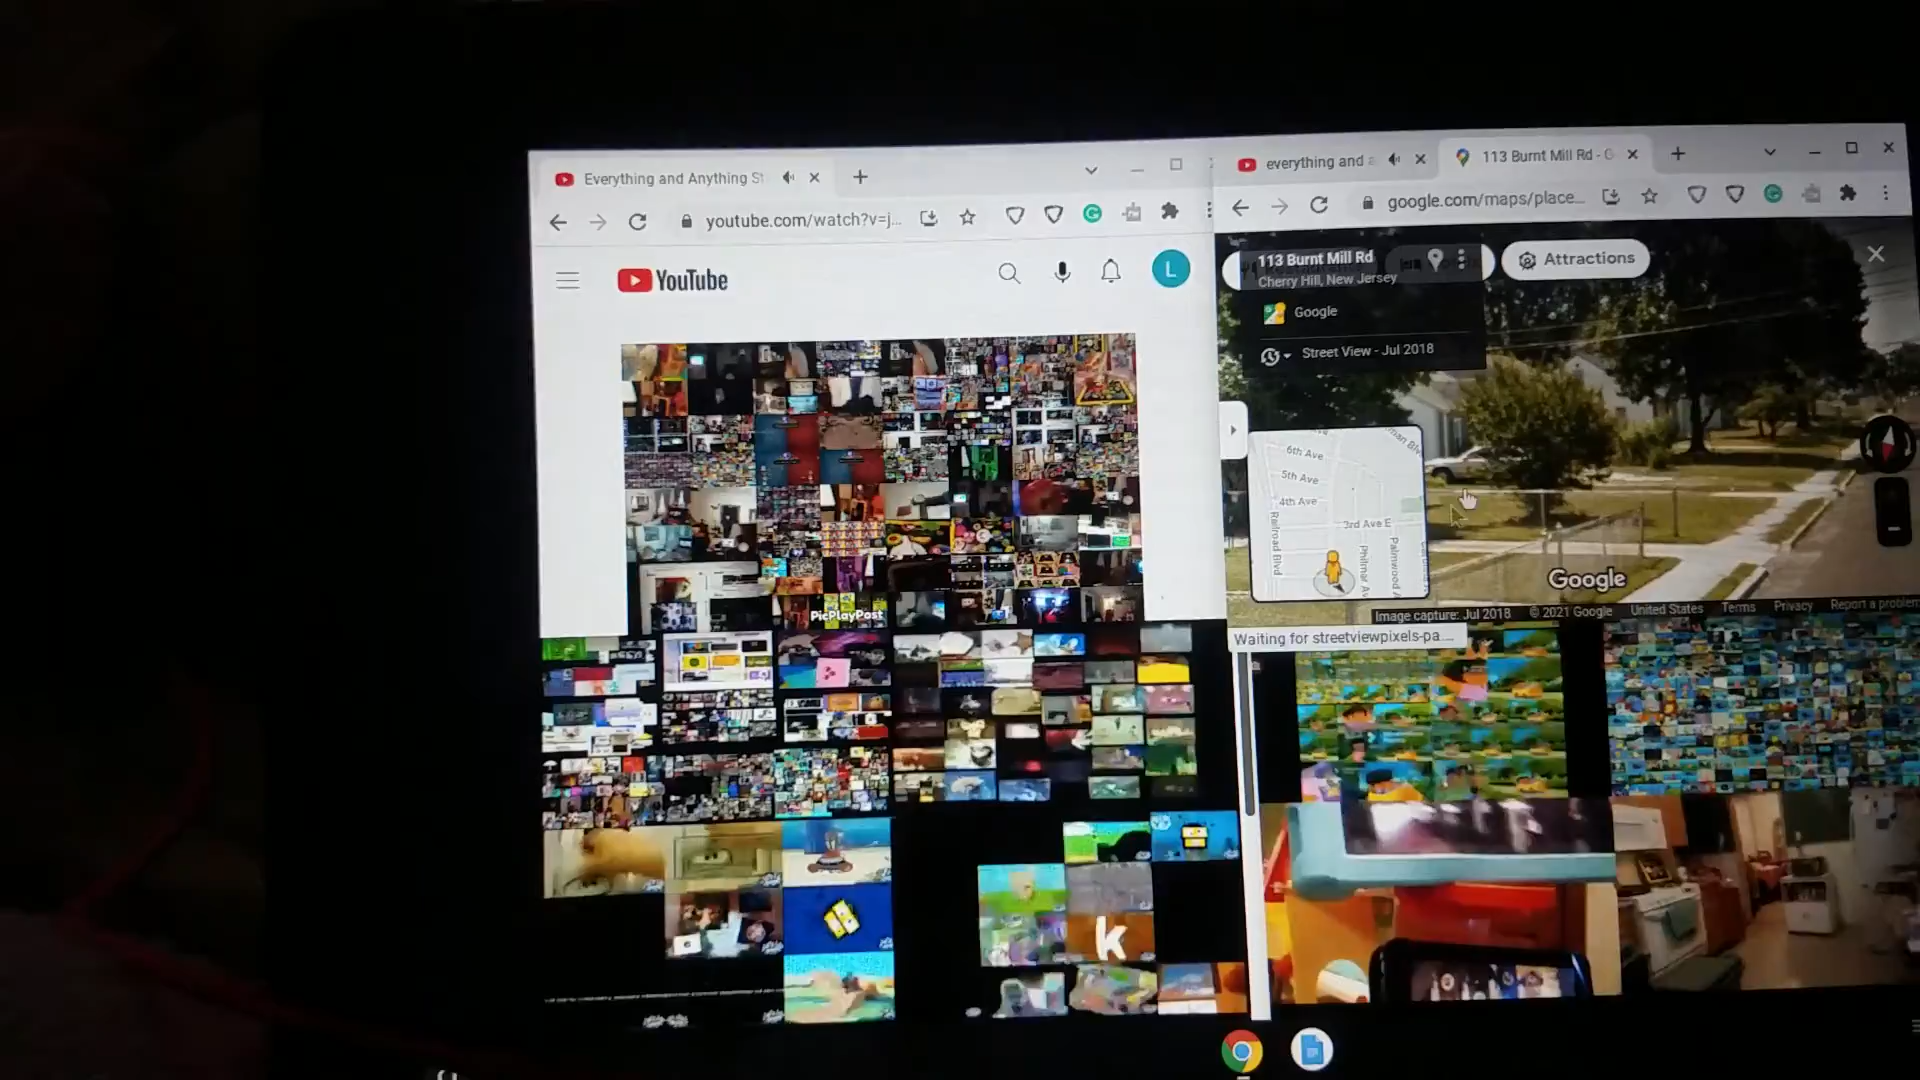 Everything and Anything St
youtube.com/watch?v=j...
YouTube
L
PicPlayPost
k
everything and a
113 Burnt Mill Rd - G
google.com/maps/place...
113 Burnt Mill Rd
Cherry Hill, New Jersey
Attractions
Google
Street View - Jul 2018
6th Ave
5th Ave
4th Ave
3rd Ave E
Railroad Blvd
Philmar Av
Palmwood A
Google
Image capture: Jul 2018 © 2021 Google United States Terms Privacy Report a problem
Waiting for streetviewpixels-pa....